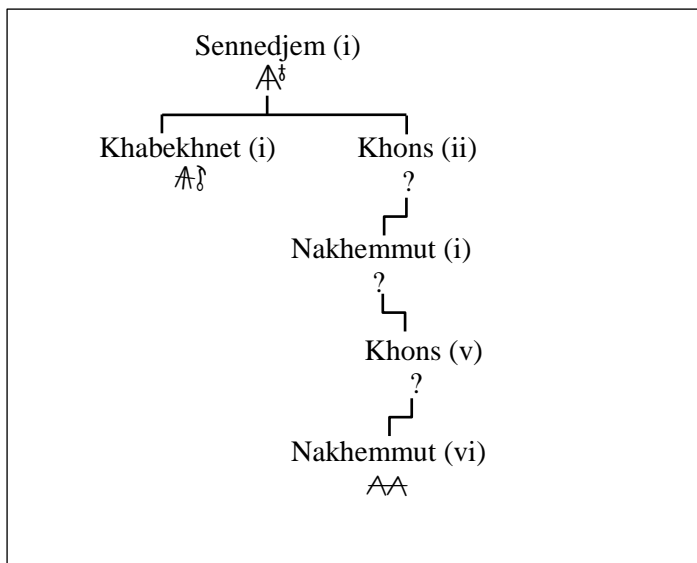 Sennedjem (i)
Khabekhnet (i) Khons (ii)
?
Nakhemmut (i)
?
Khons (v)
?
Nakhemmut (vi)